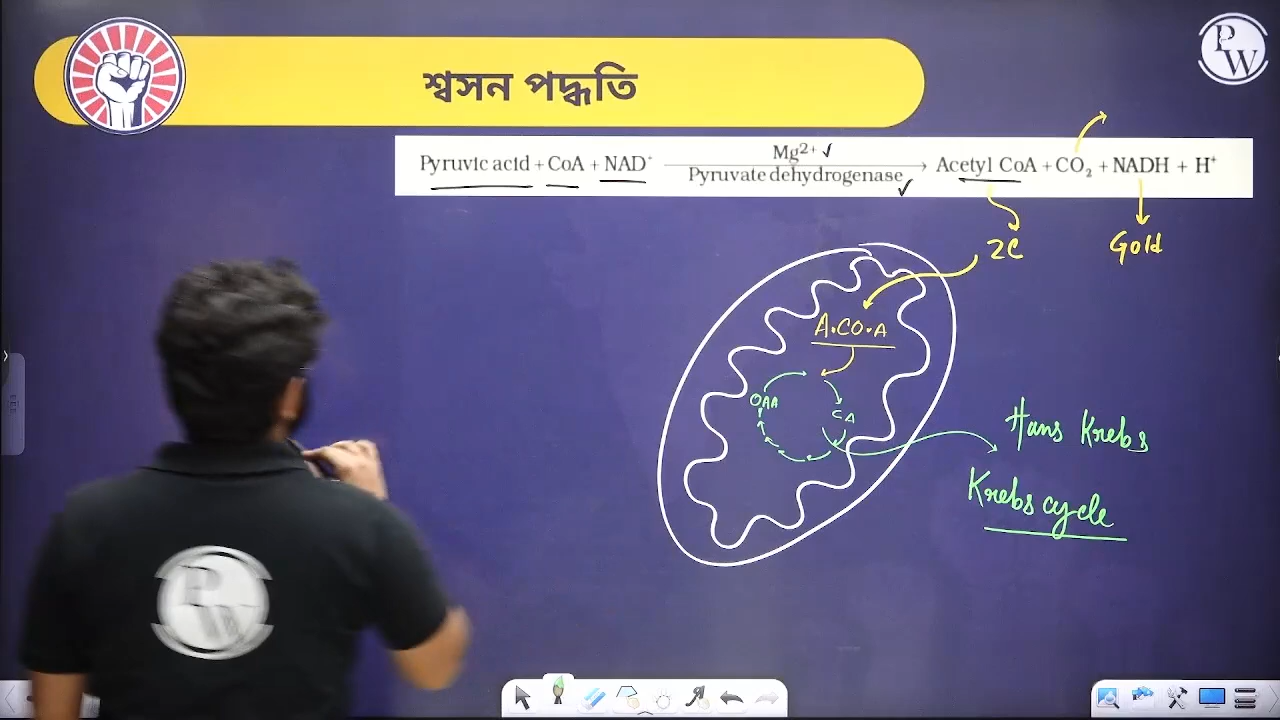 শ্বসন পদ্ধতি
PW
Pyruvic acid + CoA + NAD⁺ Mg²⁺ Pyruvate dehydrogenase → Acetyl CoA + CO₂ + NADH + H⁺
2C
Gold
A.CO.A
OAA
CA
Hans Krebs
Krebs cycle
PW